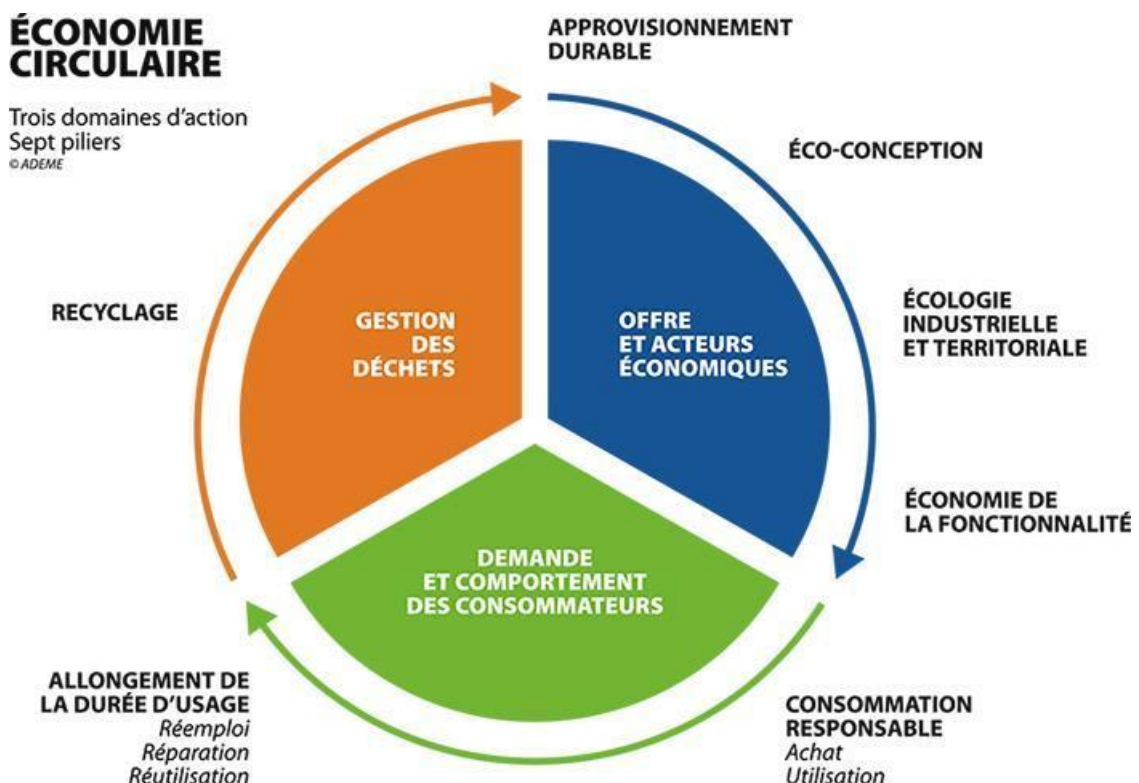 ÉCONOMIE
CIRCULAIRE
Trois domaines d'action
Sept piliers
© ADEME
APPROVISIONNEMENT
DURABLE
ÉCO-CONCEPTION
ÉCOLOGIE
INDUSTRIELLE
ET TERRITORIALE
ÉCONOMIE DE
LA FONCTIONNALITÉ
CONSOMMATION
RESPONSABLE
Achat
Utilisation
ALLONGEMENT DE
LA DURÉE D'USAGE
Réemploi
Réparation
Réutilisation
RECYCLAGE
GESTION
DES
DÉCHETS
OFFRE
ET ACTEURS
ÉCONOMIQUES
DEMANDE
ET COMPORTEMENT
DES CONSOMMATEURS